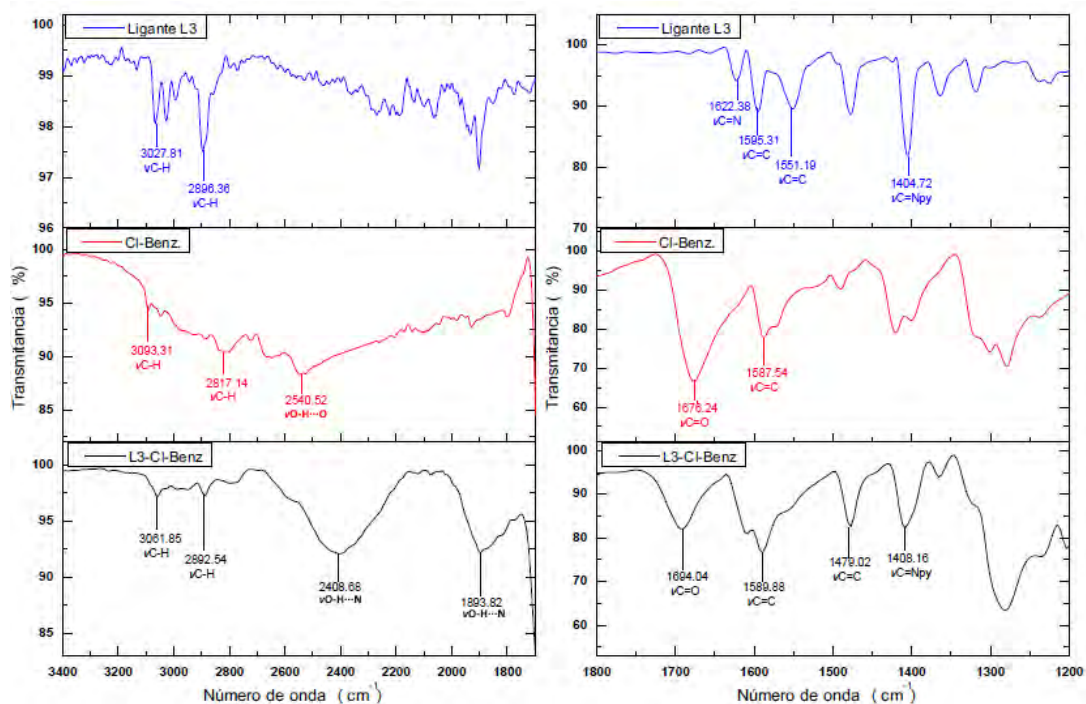 Ligante L3
99
98
97
96
3027.81
νC-H
2896.36
νC-H
Cl-Benz.
100
95
90
85
3093.31
νC-H
2817.14
νC-H
2540.52
νO-H···O
L3-Cl-Benz
100
95
90
85
3061.85
νC-H
2892.54
νC-H
2408.68
νO-H···N
1893.82
νO-H···N
Transmitancia ( %)
3400 3200 3000 2800 2600 2400 2200 2000 1800
Número de onda (cm-1)
Ligante L3
100
90
80
70
1622.38
νC=N
1595.31
νC=C
1551.19
νC=C
1404.72
νC=Npy
Cl-Benz.
100
90
80
70
60
1676.24
νC=O
1587.54
νC=C
L3-Cl-Benz
100
90
80
70
60
1694.04
νC=O
1589.88
νC=C
1479.02
νC=C
1408.16
νC=Npy
Transmitancia ( %)
1800 1700 1600 1500 1400 1300 1200
Número de onda (cm-1)